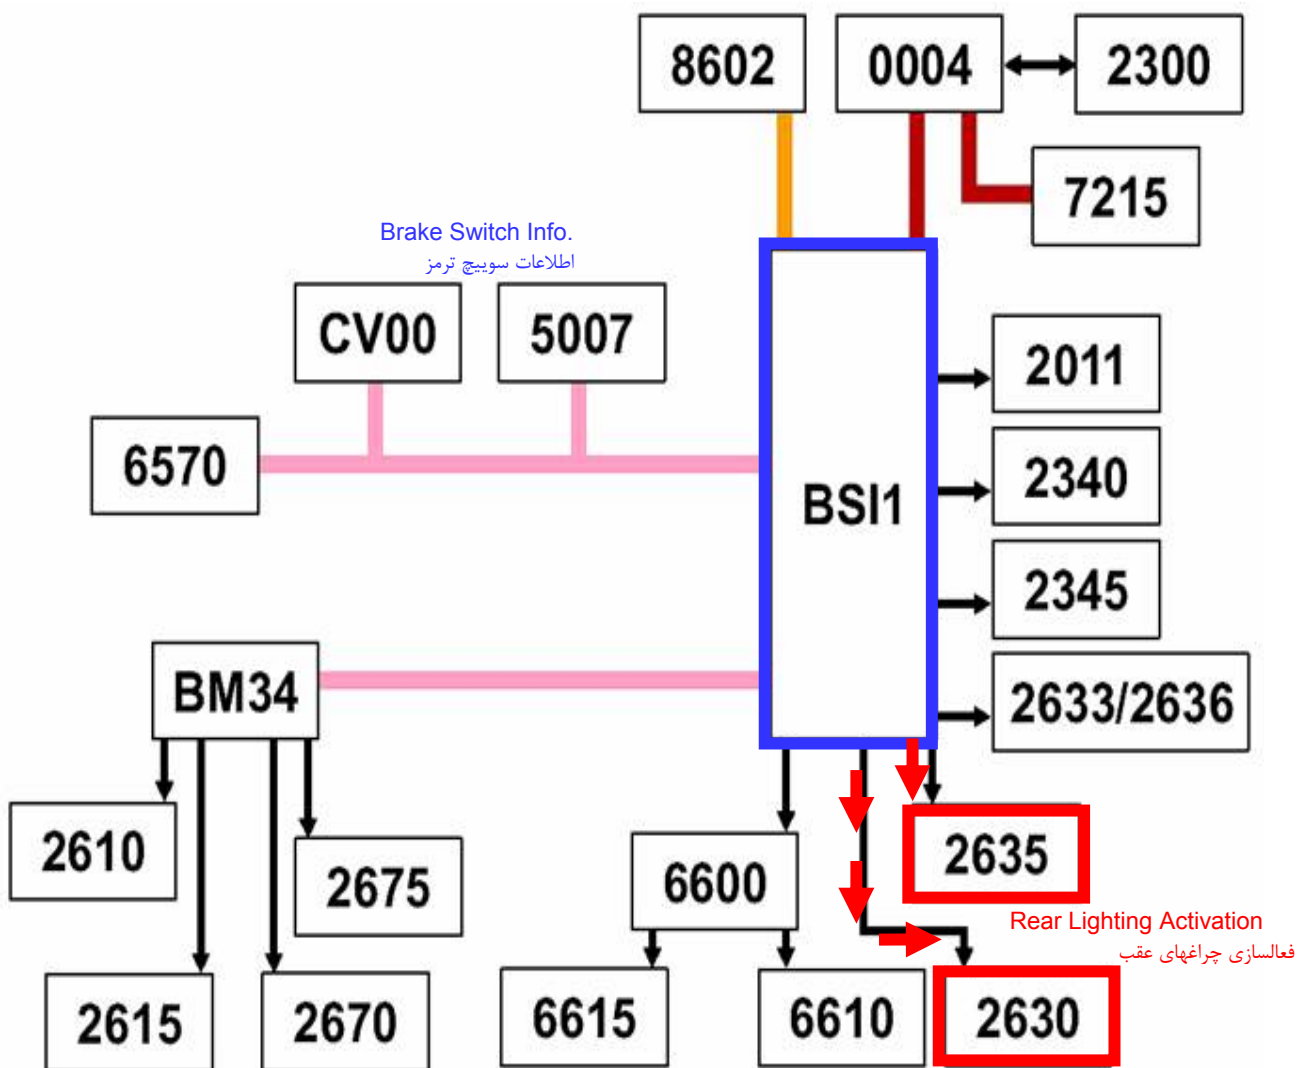 8602
0004
2300
7215
Brake Switch Info.
اطلاعات سوییچ ترمز
CV00
5007
2011
6570
2340
BSI1
2345
BM34
2633/2636
2610
2675
6600
2635
Rear Lighting Activation
فعالسازی چراغهای عقب
2615
2670
6615
6610
2630